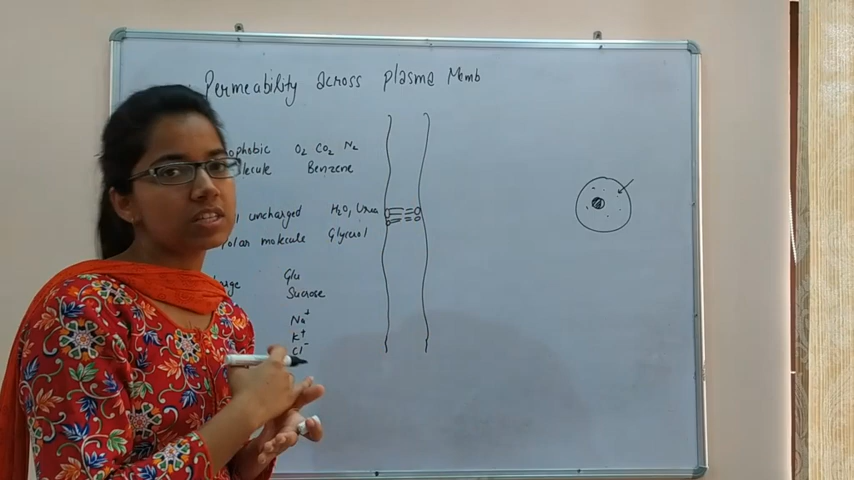 Permeability across plasma Memb
ophobic O₂ CO₂ N₂
lecule Benzene
uncharged H₂O, Urea
olar molecule Glycerol
rge Glu
Sucrose
Na⁺
K⁺
Cl⁻